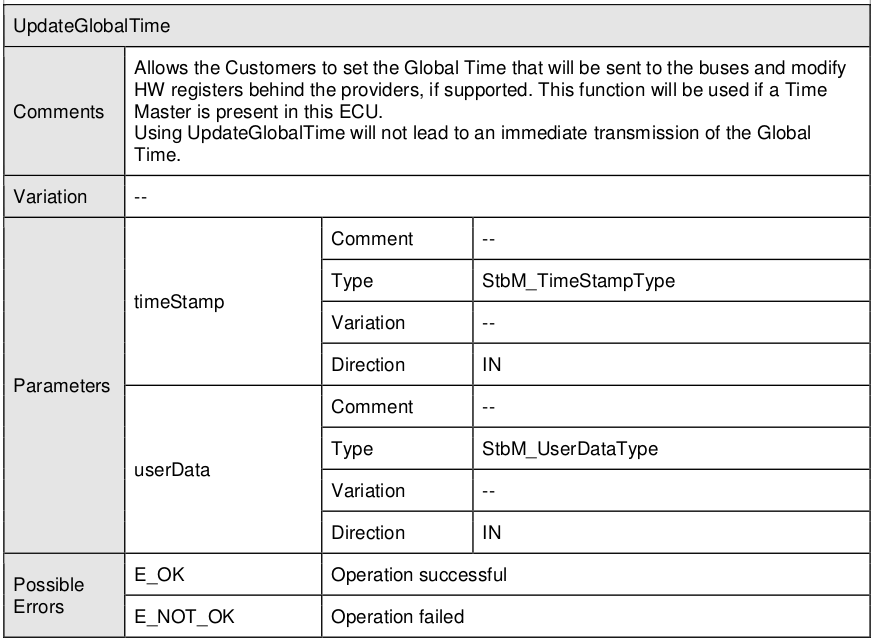 UpdateGlobalTime
Comments
Allows the Customers to set the Global Time that will be sent to the buses and modify
HW registers behind the providers, if supported. This function will be used if a Time
Master is present in this ECU.
Using UpdateGlobalTime will not lead to an immediate transmission of the Global
Time.
Variation
--
Parameters
timeStamp
Comment
--
Type
StbM_TimeStampType
Variation
--
Direction
IN
userData
Comment
--
Type
StbM_UserDataType
Variation
--
Direction
IN
Possible
Errors
E_OK
Operation successful
E_NOT_OK
Operation failed